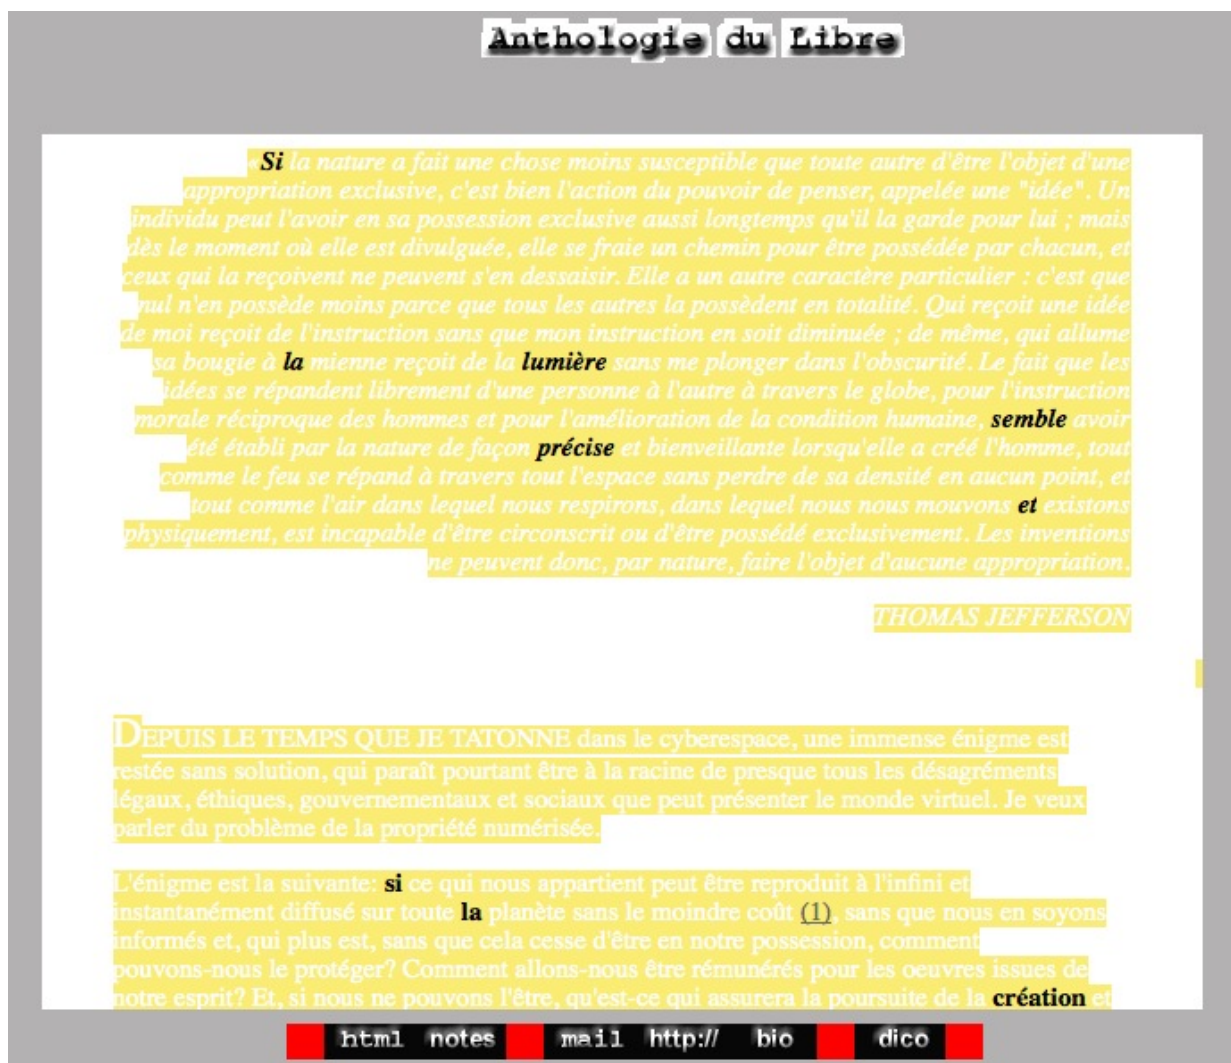 Anthologie du Libre
«Si la nature a fait une chose moins susceptible que toute autre d'être l'objet d'une
appropriation exclusive, c'est bien l'action du pouvoir de penser, appelée une "idée". Un
individu peut l'avoir en sa possession exclusive aussi longtemps qu'il la garde pour lui ; mais
dès le moment où elle est divulguée, elle se fraie un chemin pour être possédée par chacun, et
ceux qui la reçoivent ne peuvent s'en dessaisir. Elle a un autre caractère particulier : c'est que
nul n'en possède moins parce que tous les autres la possèdent en totalité. Qui reçoit une idée
de moi reçoit de l'instruction sans que mon instruction en soit diminuée ; de même, qui allume
sa bougie à la mienne reçoit de la lumière sans me plonger dans l'obscurité. Le fait que les
idées se répandent librement d'une personne à l'autre à travers le globe, pour l'instruction
morale réciproque des hommes et pour l'amélioration de la condition humaine, semble avoir
été établi par la nature de façon précise et bienveillante lorsqu'elle a créé l'homme, tout
comme le feu se répand à travers tout l'espace sans perdre de sa densité en aucun point, et
tout comme l'air dans lequel nous respirons, dans lequel nous nous mouvons et existons
physiquement, est incapable d'être circonscrit ou d'être possédé exclusivement. Les inventions
ne peuvent donc, par nature, faire l'objet d'aucune appropriation.
THOMAS JEFFERSON
DEPUIS LE TEMPS QUE JE TATONNE dans le cyberespace, une immense énigme est
restée sans solution, qui paraît pourtant être à la racine de presque tous les désagréments
légaux, éthiques, gouvernementaux et sociaux que peut présenter le monde virtuel. Je veux
parler du problème de la propriété numérisée.
L'énigme est la suivante: si ce qui nous appartient peut être reproduit à l'infini et
instantanément diffusé sur toute la planète sans le moindre coût (1), sans que nous en soyons
informés et, qui plus est, sans que cela cesse d'être en notre possession, comment
pouvons-nous le protéger? Comment allons-nous être rémunérés pour les oeuvres issues de
notre esprit? Et, si nous ne pouvons l'être, qu'est-ce qui assurera la poursuite de la création et
html notes mail http:// bio dico